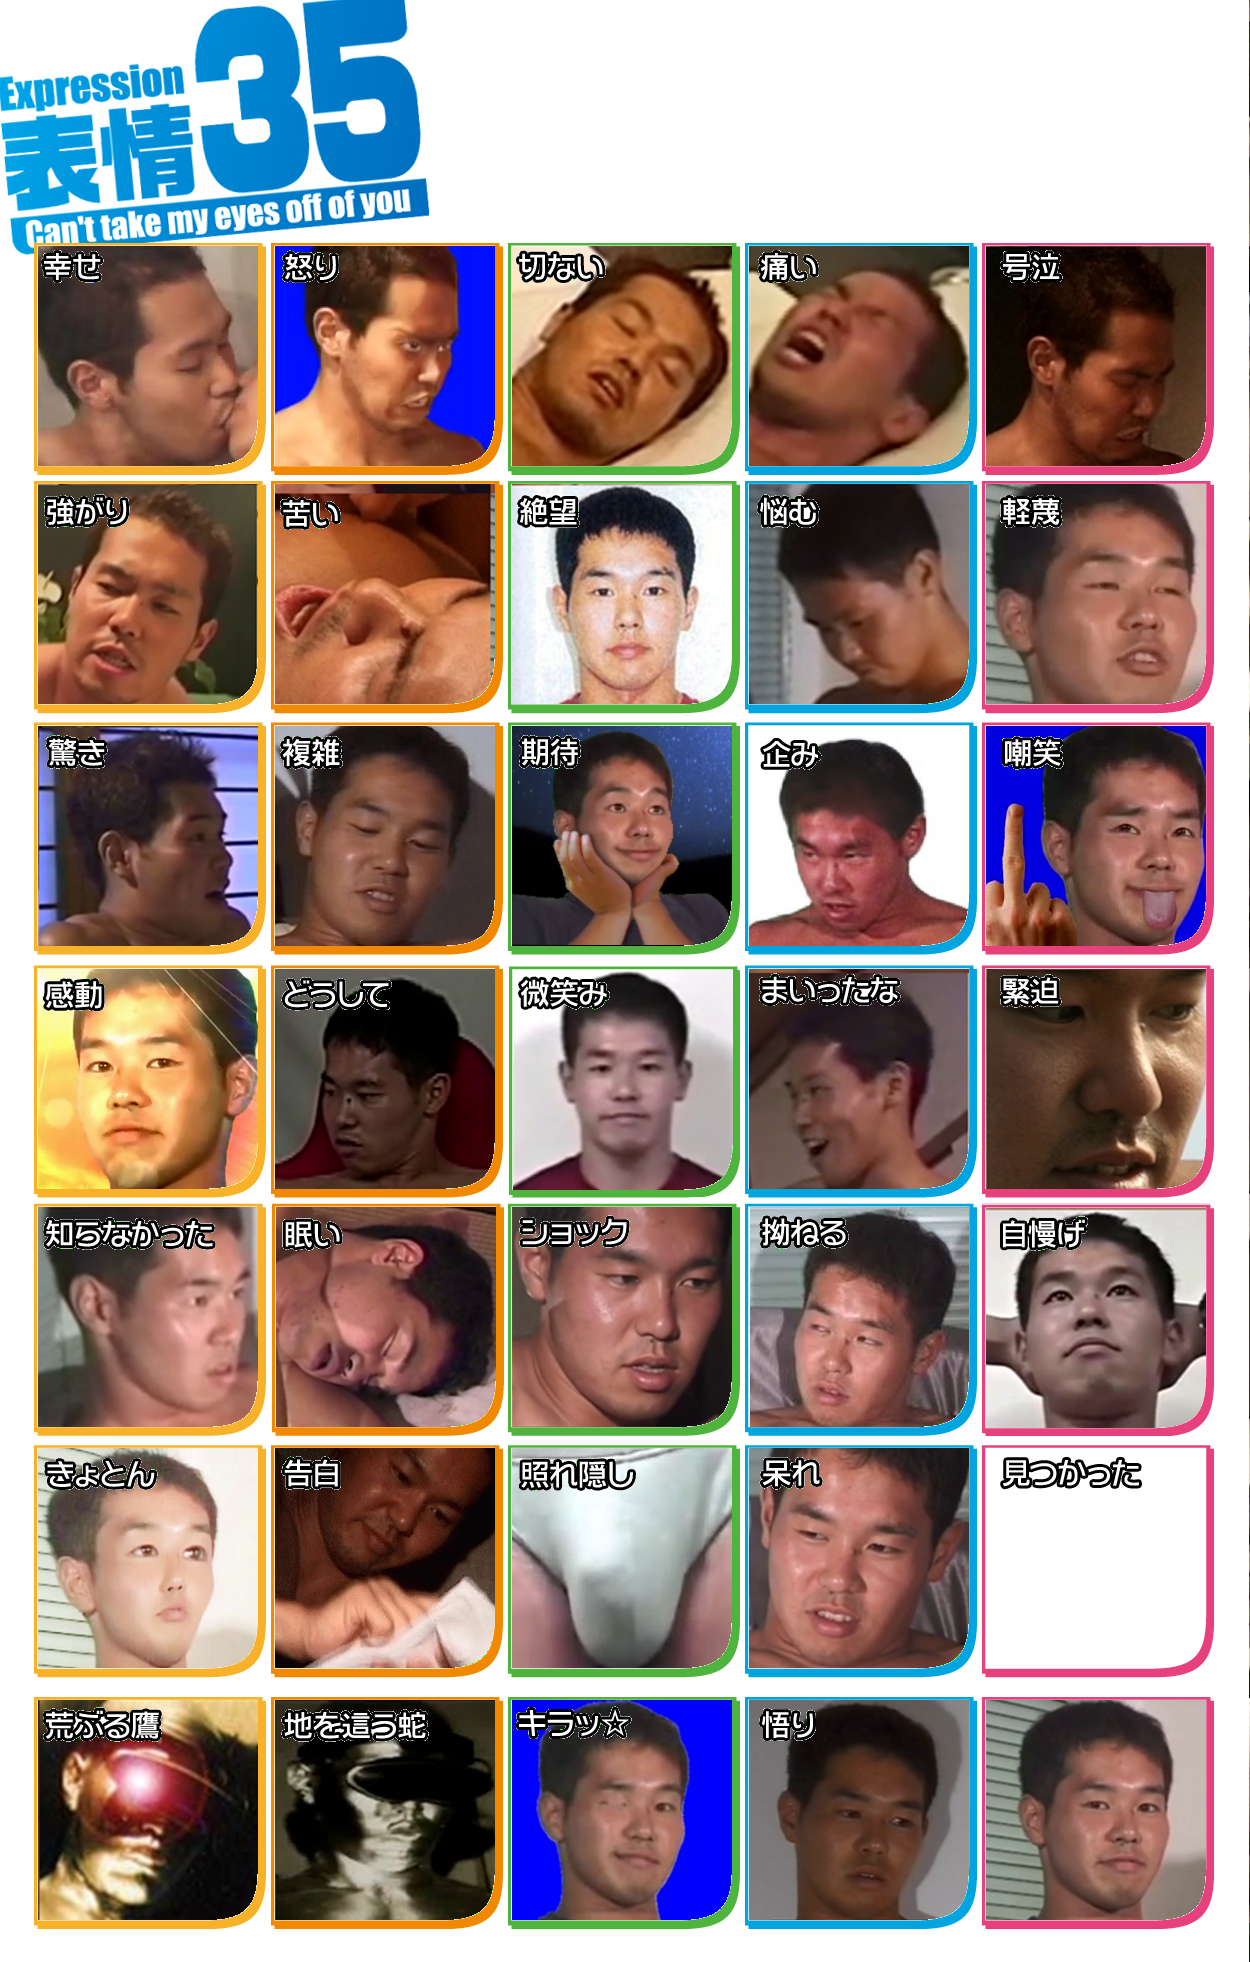 Expression
表情35
Can't take my eyes off of you
幸せ
怒り
切ない
痛い
号泣
強がり
苦い
絶望
悩む
軽蔑
驚き
複雑
期待
企み
嘲笑
感動
どうして
微笑み
まいったな
緊迫
知らなかった
眠い
ショック
拗ねる
自慢げ
きょとん
告白
照れ隠し
呆れ
見つかった
荒ぶる鷹
地を這う蛇
キラッ☆
悟り